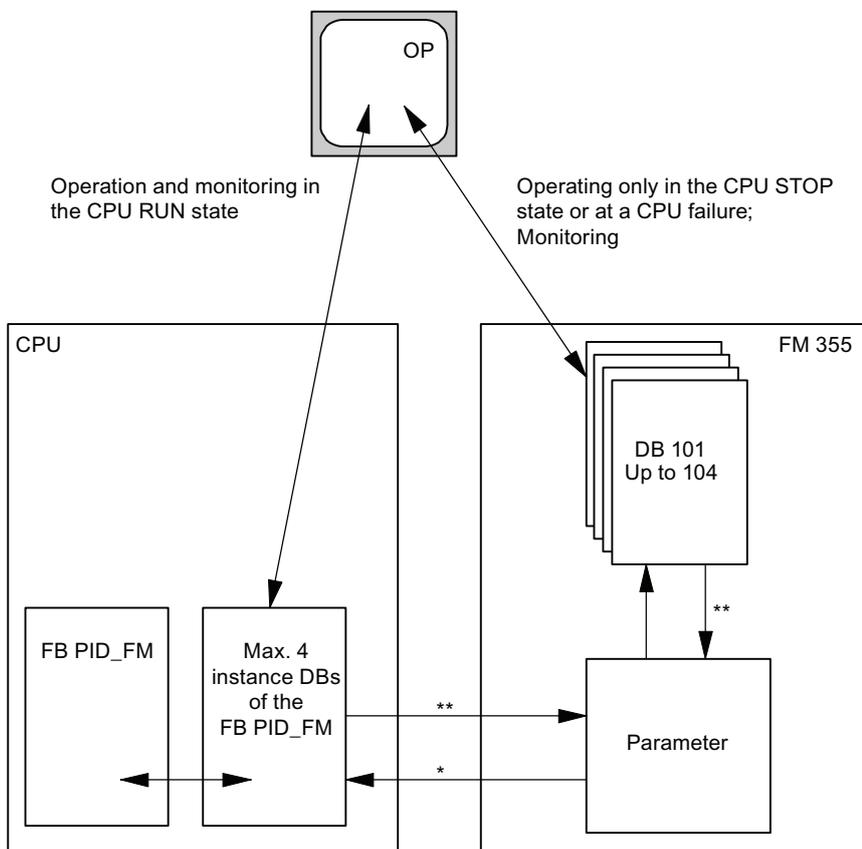 OP
Operation and monitoring in
the CPU RUN state
Operating only in the CPU STOP
state or at a CPU failure;
Monitoring
CPU
FM 355
DB 101
Up to 104
**
FB PID_FM
Max. 4
instance DBs
of the
FB PID_FM
**
*
Parameter